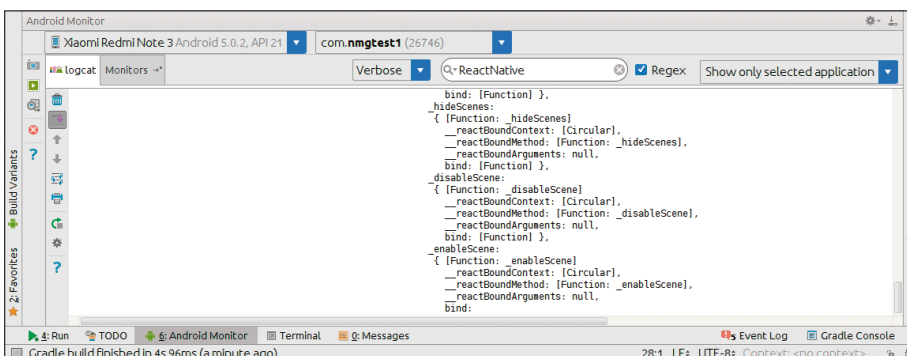 Android Monitor
Xiaomi Redmi Note 3 Android 5.0.2, API 21
com.nmgtest1 (26746)
logcat
Monitors
Verbose
ReactNative
Regex
Show only selected application
bind: [Function] },
_hideScenes:
{ [Function: _hideScenes]
__reactBoundContext: [Circular],
__reactBoundMethod: [Function: _hideScenes],
__reactBoundArguments: null,
bind: [Function] },
_disableScene:
{ [Function: _disableScene]
__reactBoundContext: [Circular],
__reactBoundMethod: [Function: _disableScene],
__reactBoundArguments: null,
bind: [Function] },
_enableScene:
{ [Function: _enableScene]
__reactBoundContext: [Circular],
__reactBoundMethod: [Function: _enableScene],
__reactBoundArguments: null,
bind:
Build Variants
2: Favorites
4: Run
TODO
6: Android Monitor
Terminal
0: Messages
Event Log
Gradle Console
Gradle build finished in 4s 96ms (a minute ago)
28:1 LF÷ UTF-8÷ Context: <no context>